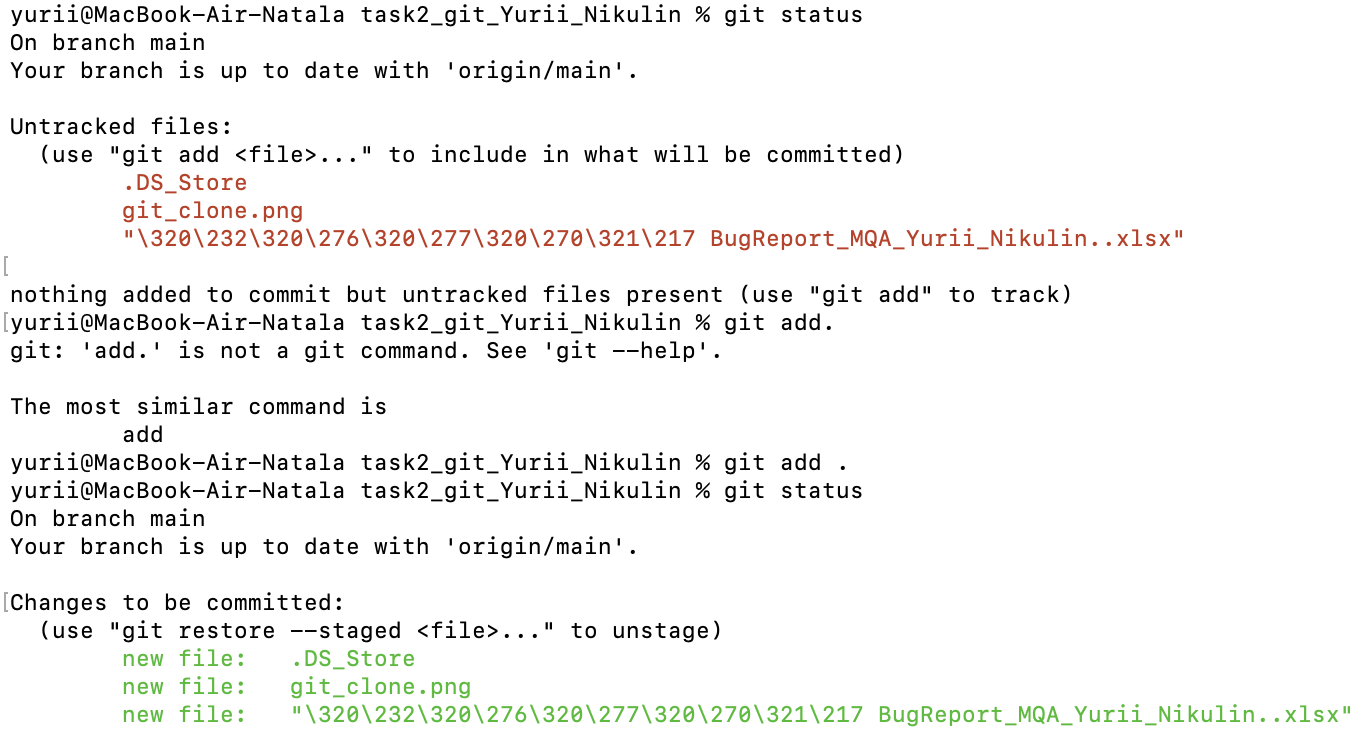 yurii@MacBook-Air-Natala task2_git_Yurii_Nikulin % git status
On branch main
Your branch is up to date with 'origin/main'.
Untracked files:
  (use "git add <file>..." to include in what will be committed)
        .DS_Store
        git_clone.png
        "\320\232\320\276\320\277\320\270\321\217 BugReport_MQA_Yurii_Nikulin..xlsx"
[
nothing added to commit but untracked files present (use "git add" to track)
[yurii@MacBook-Air-Natala task2_git_Yurii_Nikulin % git add.
git: 'add.' is not a git command. See 'git --help'.
The most similar command is
        add
yurii@MacBook-Air-Natala task2_git_Yurii_Nikulin % git add .
yurii@MacBook-Air-Natala task2_git_Yurii_Nikulin % git status
On branch main
Your branch is up to date with 'origin/main'.
[Changes to be committed:
  (use "git restore --staged <file>..." to unstage)
        new file:   .DS_Store
        new file:   git_clone.png
        new file:   "\320\232\320\276\320\277\320\270\321\217 BugReport_MQA_Yurii_Nikulin..xlsx"